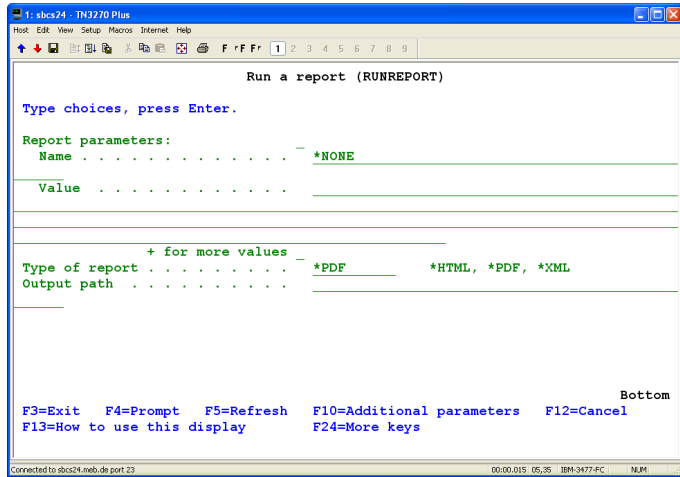 1: sbcs24 - TN3270 Plus
Host Edit View Setup Macros Internet Help
F F F F 1 2 3 4 5 6 7 8 9
Run a report (RUNREPORT)
Type choices, press Enter.
Report parameters:
Name . . . . . . . . . . . . . *NONE
Value . . . . . . . . . . . .
+ for more values
Type of report . . . . . . . . . *PDF *HTML, *PDF, *XML
Output path . . . . . . . . . .
Bottom
F3=Exit F4=Prompt F5=Refresh F10=Additional parameters F12=Cancel
F13=How to use this display F24=More keys
Connected to sbcs24.meb.de port 23 00:00.015 05,35 IBM-3477-FC NUM